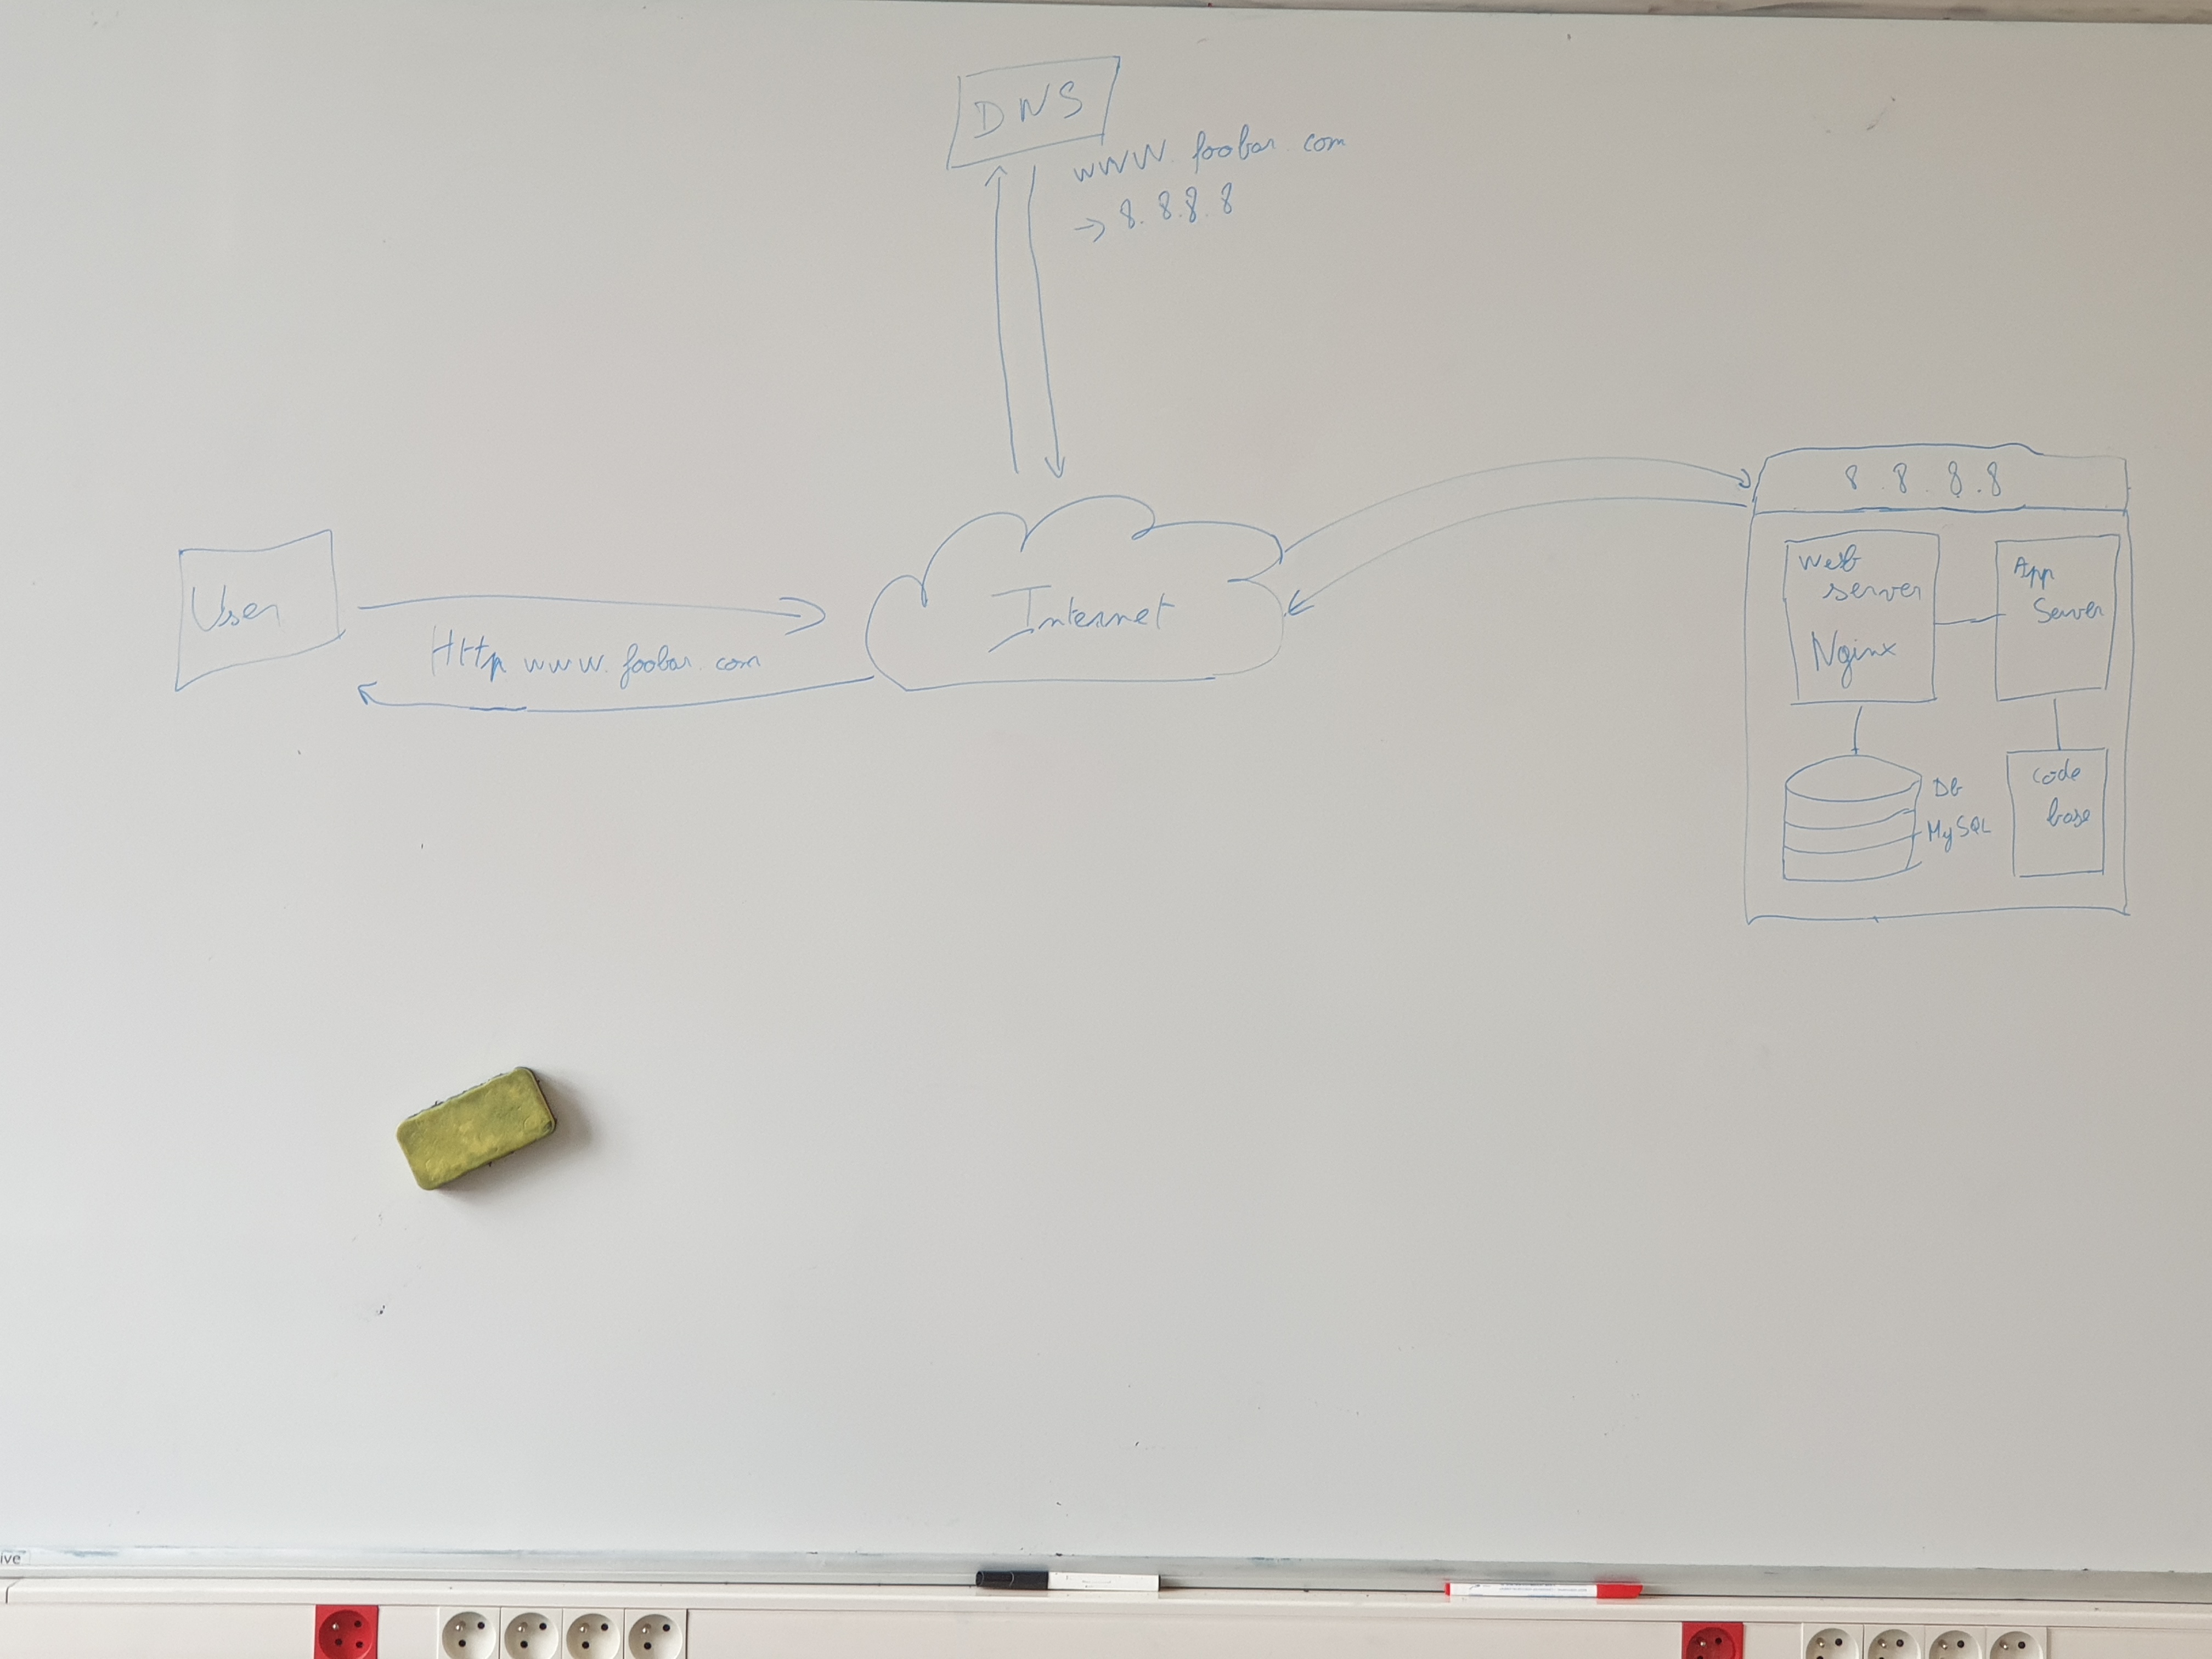 DNS
www.foobar.com
→ 8.8.8.8
User
Http www.foobar.com
Internet
8.8.8.8
Web
server
Nginx
App
Server
Db
MySQL
Code
base
ive